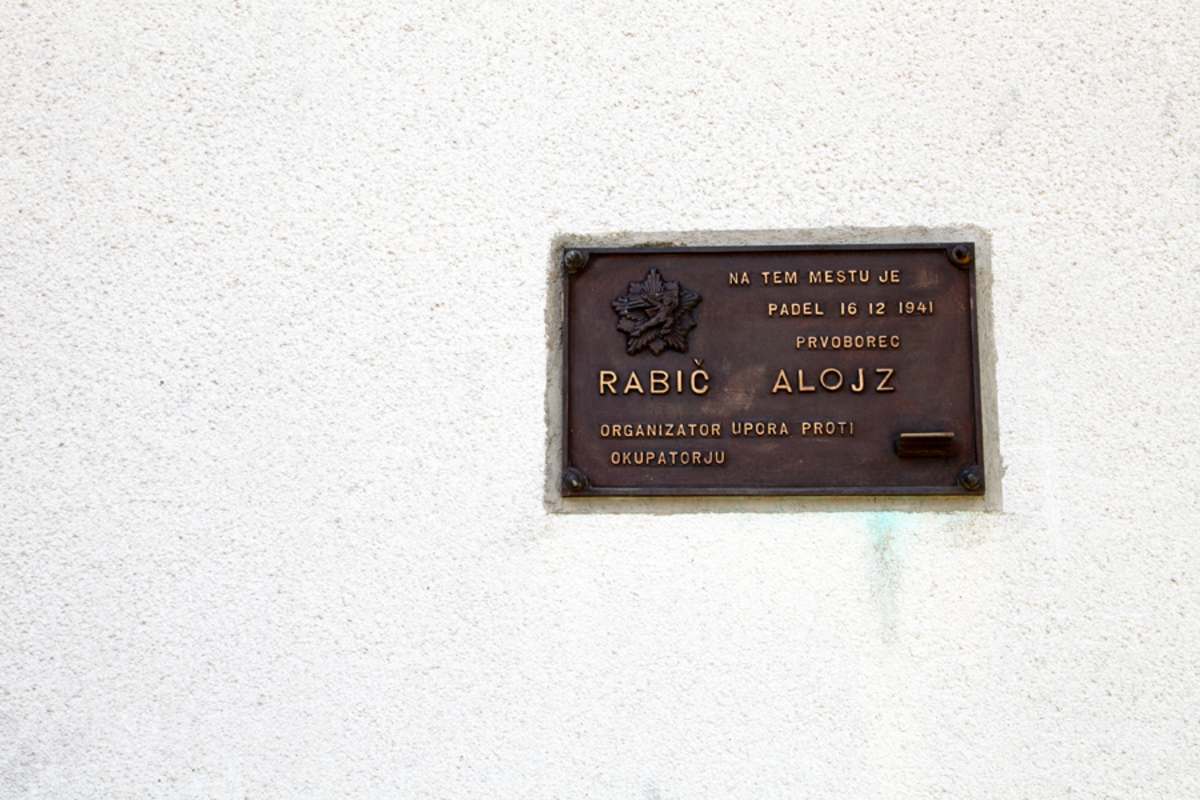 NA TEM MESTU JE
PADEL 16 12 1941
PRVOBOREC
RABIČ ALOJZ
ORGANIZATOR UPORA PROTI
OKUPATORJU